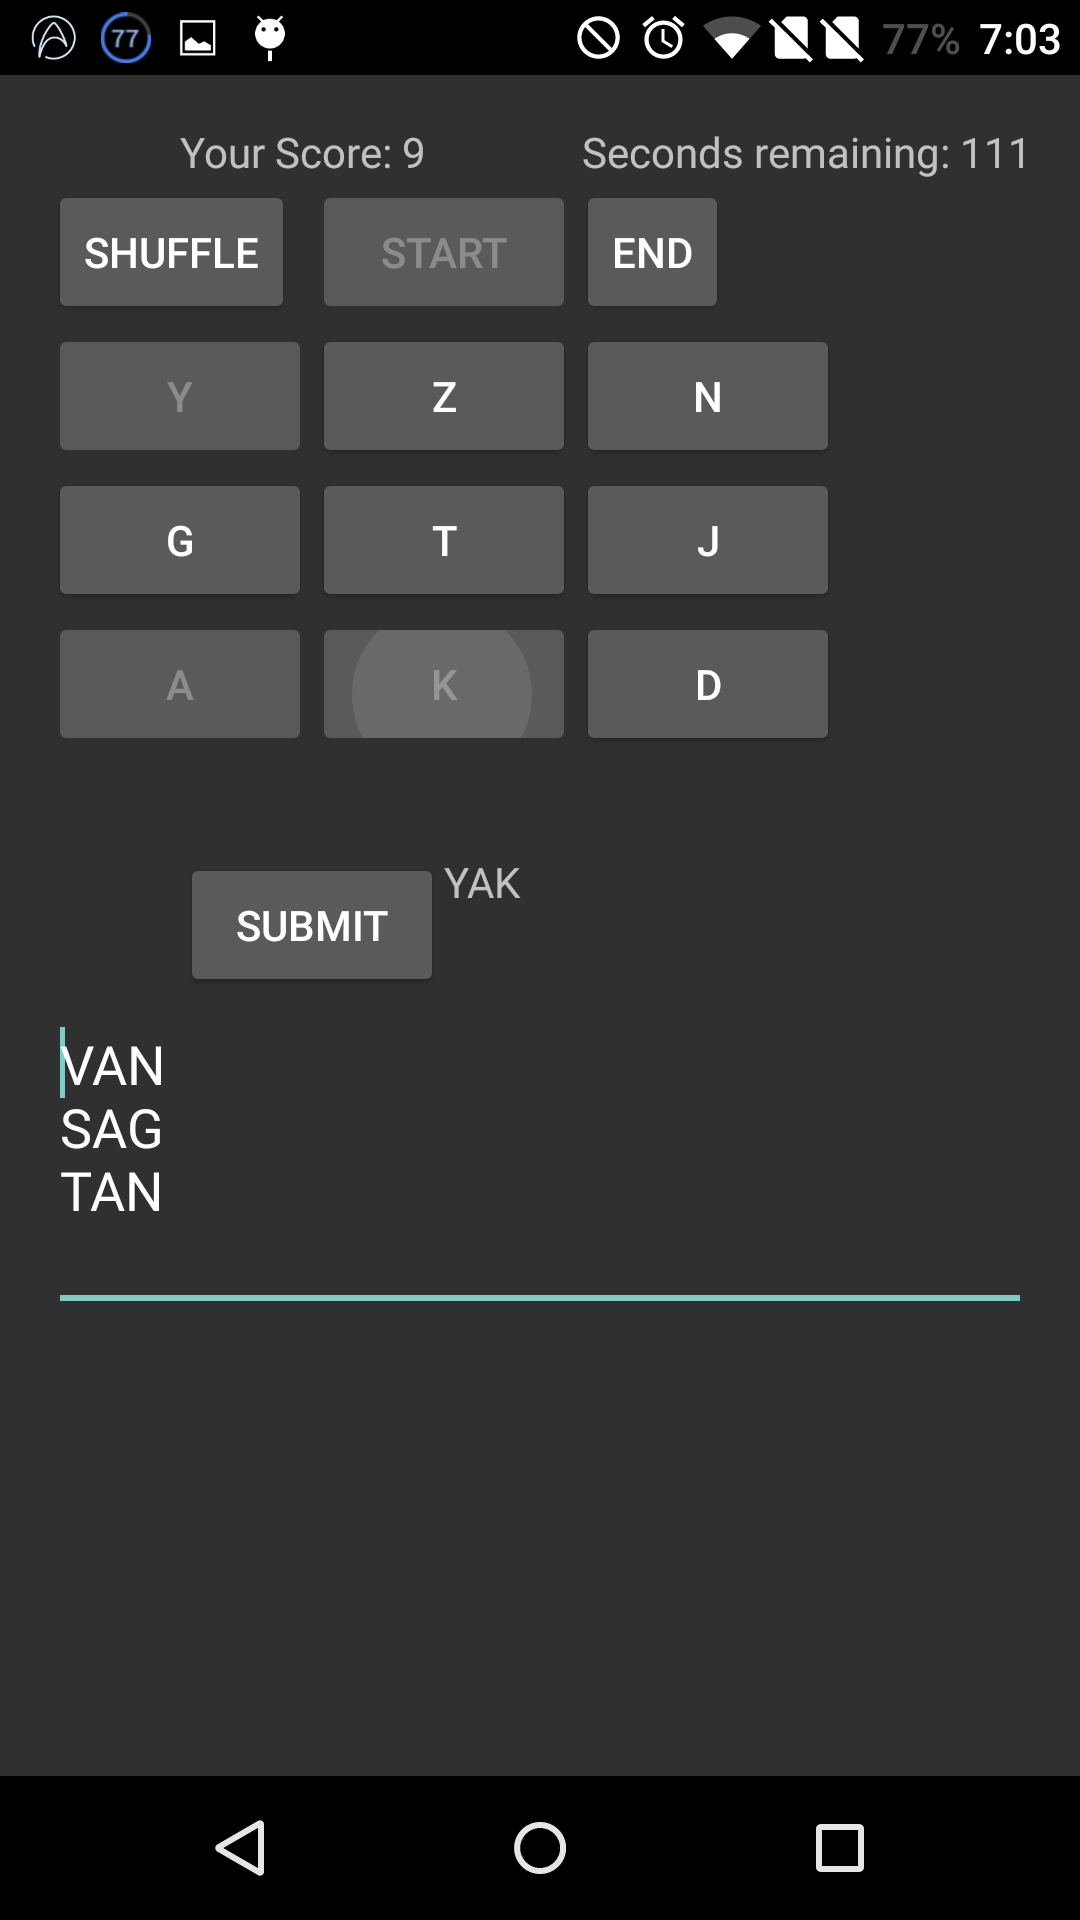 77 77% 7:03
Your Score: 9 Seconds remaining: 111
SHUFFLE START END
Y Z N
G T J
A K D
YAK
SUBMIT
VAN
SAG
TAN